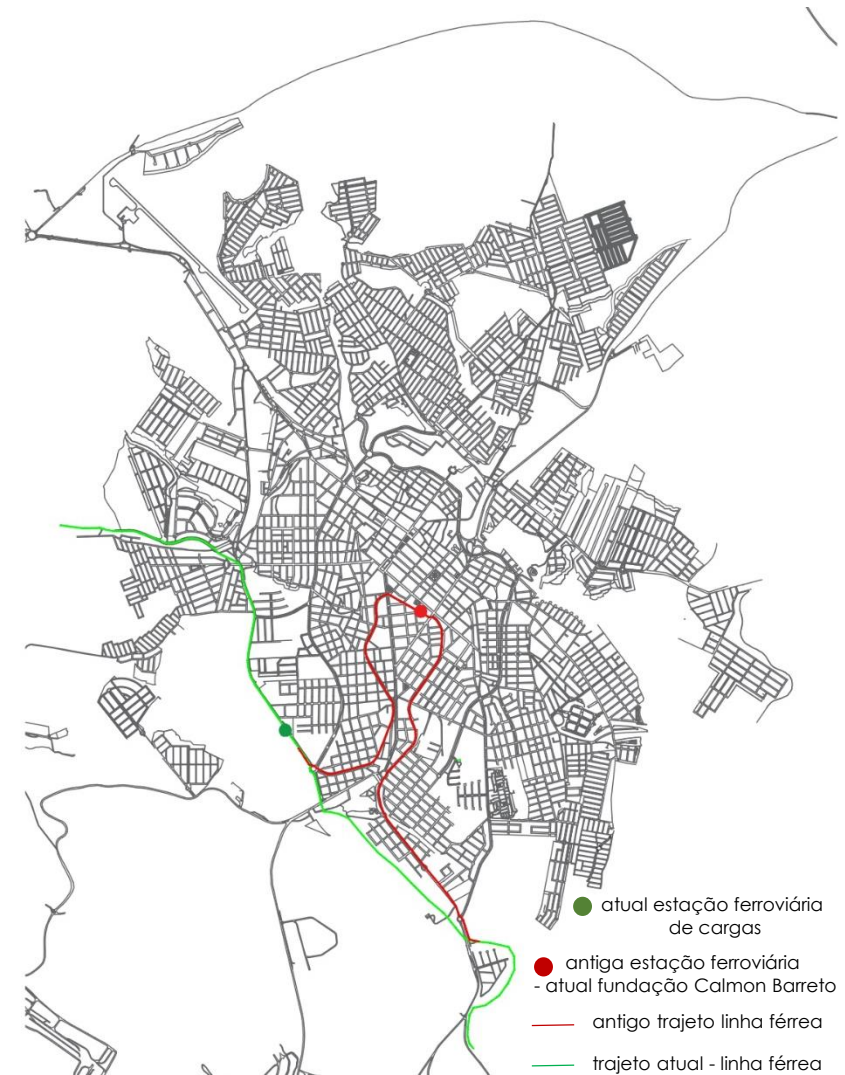 atual estação ferroviária
de cargas
antiga estação ferroviária
- atual fundação Calmon Barreto
antigo trajeto linha férrea
trajeto atual - linha férrea